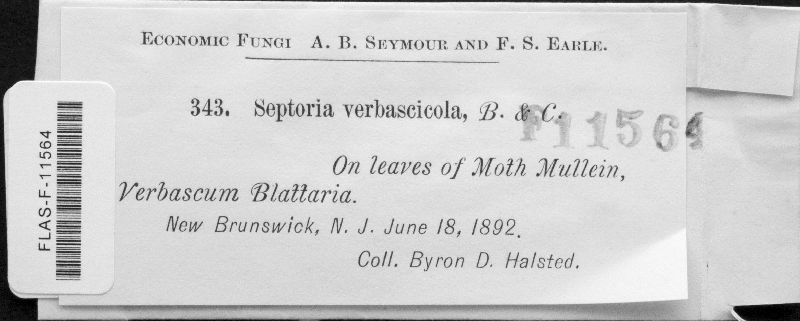 Economic Fungi A. B. Seymour and F. S. Earle.
343. Septoria verbascicola, B. & C.
F11564
On leaves of Moth Mullein,
Verbascum Blattaria.
New Brunswick, N. J. June 18, 1892.
Coll. Byron D. Halsted.
FLAS-F-11564